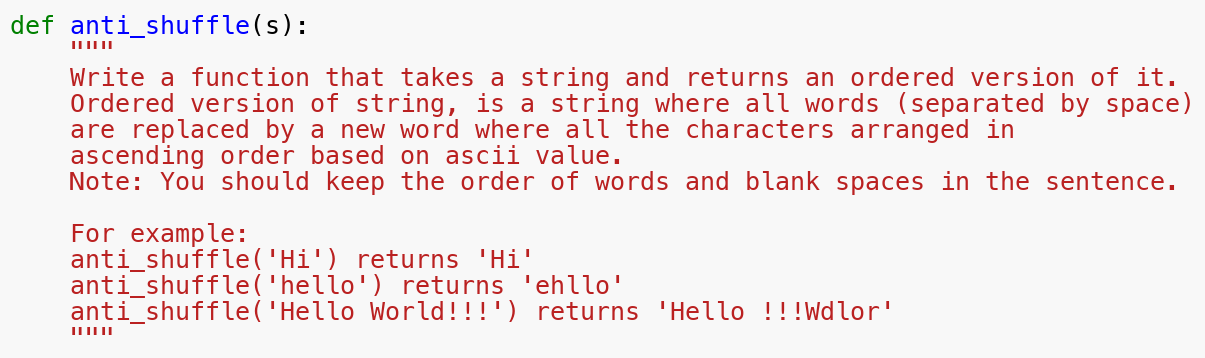 def anti_shuffle(s):
    """
    Write a function that takes a string and returns an ordered version of it.
    Ordered version of string, is a string where all words (separated by space)
    are replaced by a new word where all the characters arranged in
    ascending order based on ascii value.
    Note: You should keep the order of words and blank spaces in the sentence.

    For example:
    anti_shuffle('Hi') returns 'Hi'
    anti_shuffle('hello') returns 'ehllo'
    anti_shuffle('Hello World!!!') returns 'Hello !!!Wdlor'
    """